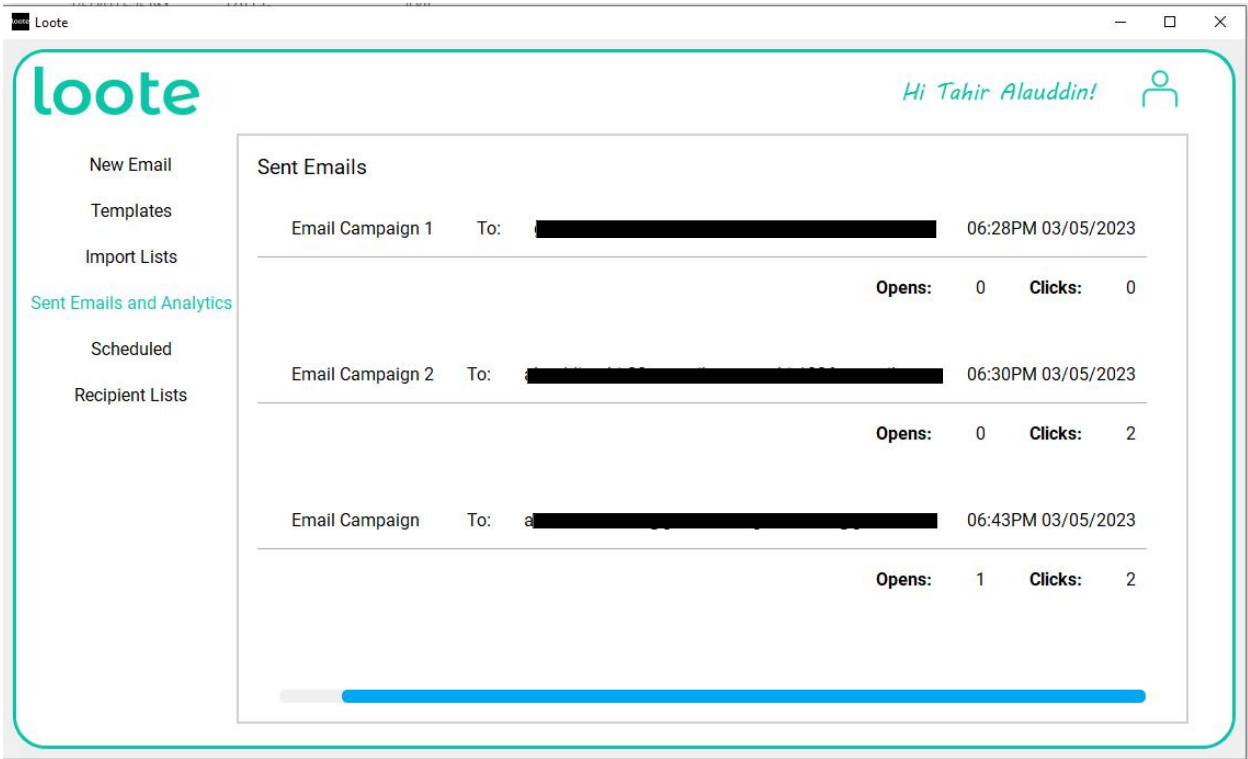 Loote
loote
Hi Tahir Alauddin!
New Email
Templates
Import Lists
Sent Emails and Analytics
Scheduled
Recipient Lists
Sent Emails
Email Campaign 1 To: 06:28PM 03/05/2023
Opens: 0 Clicks: 0
Email Campaign 2 To: 06:30PM 03/05/2023
Opens: 0 Clicks: 2
Email Campaign To: a 06:43PM 03/05/2023
Opens: 1 Clicks: 2